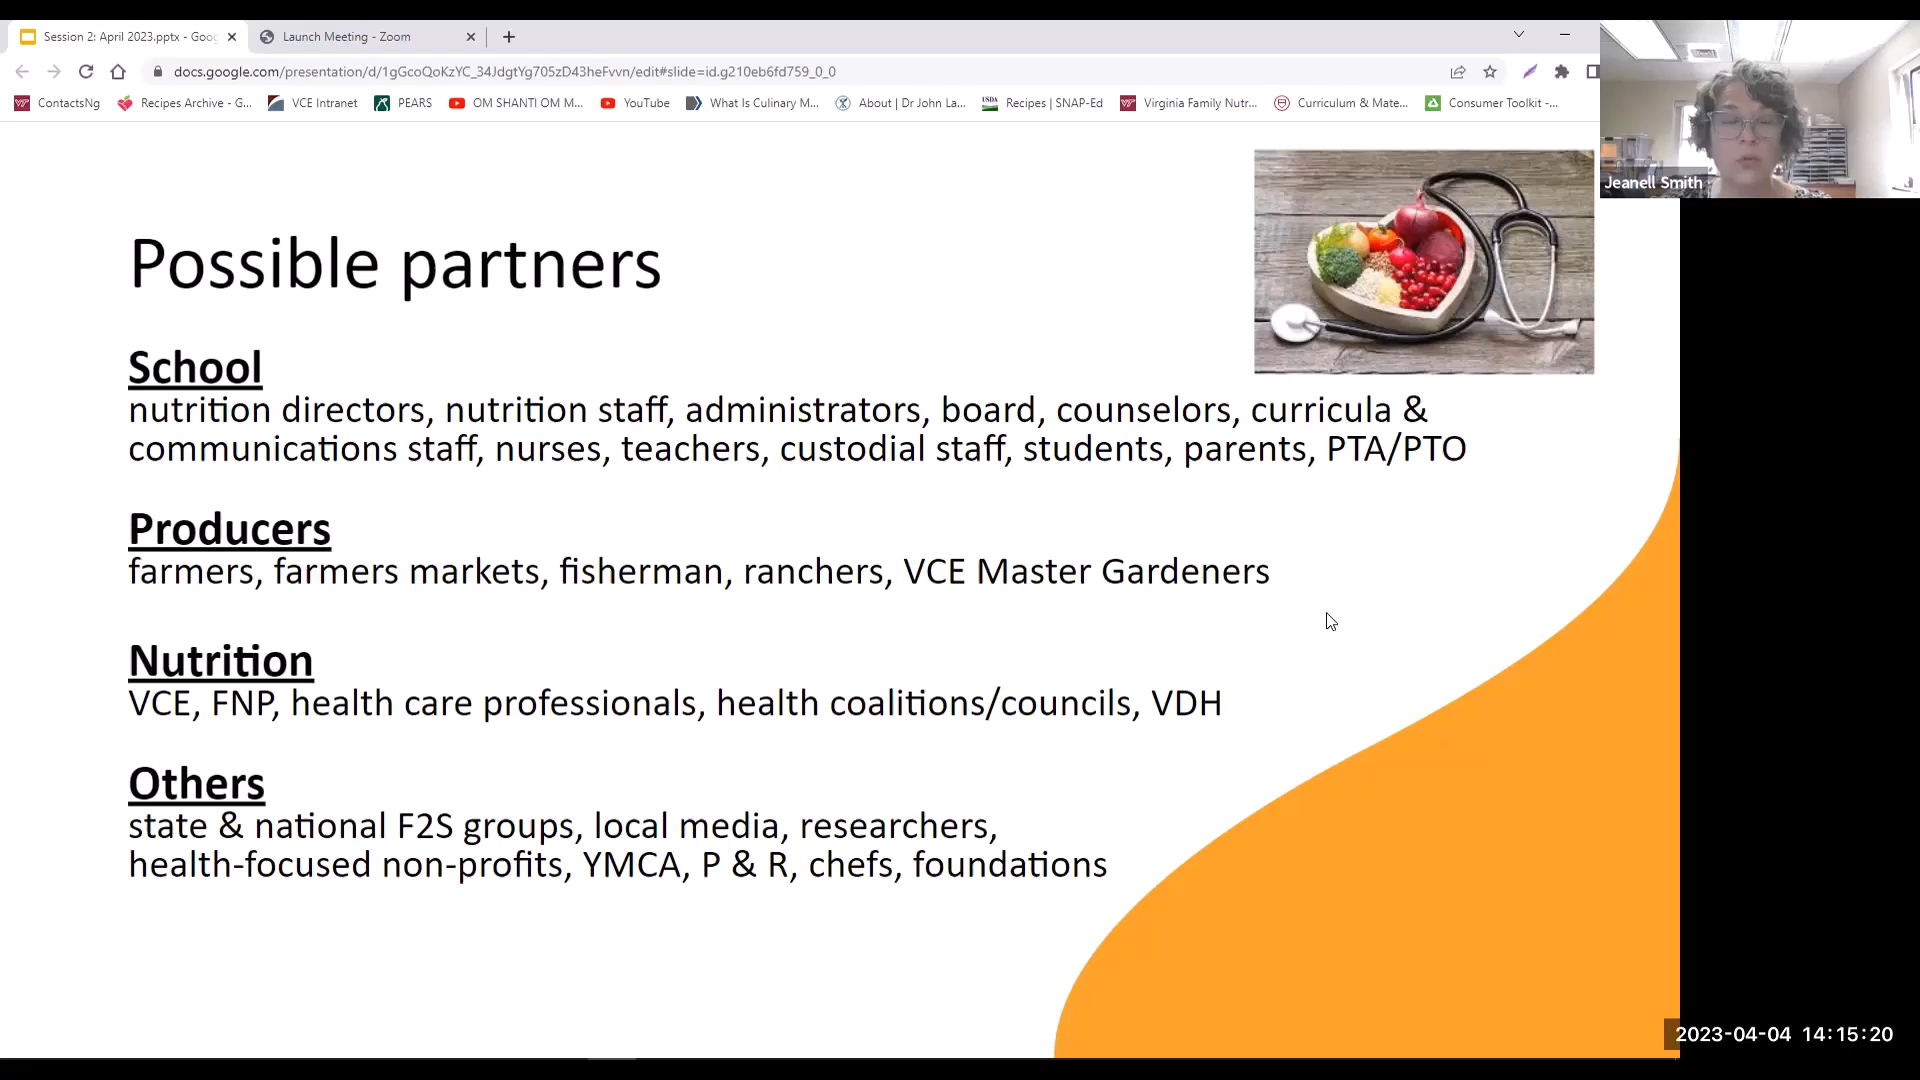 Session 2: April 2023.pptx - Goog
Launch Meeting - Zoom
docs.google.com/presentation/d/1gGcoQoKzYC_34JdgtYg705zD43heFvvn/edit#slide=id.g210eb6fd759_0_0
ContactsNg
Recipes Archive - G...
VCE Intranet
PEARS
OM SHANTI OM M...
YouTube
What Is Culinary M...
About | Dr John La...
USDA
Recipes | SNAP-Ed
Virginia Family Nutr...
Curriculum & Mate...
Consumer Toolkit -...
Jeanell Smith
Possible partners
School
nutrition directors, nutrition staff, administrators, board, counselors, curricula &
communications staff, nurses, teachers, custodial staff, students, parents, PTA/PTO
Producers
farmers, farmers markets, fisherman, ranchers, VCE Master Gardeners
Nutrition
VCE, FNP, health care professionals, health coalitions/councils, VDH
Others
state & national F2S groups, local media, researchers,
health-focused non-profits, YMCA, P & R, chefs, foundations
2023-04-04 14:15:20